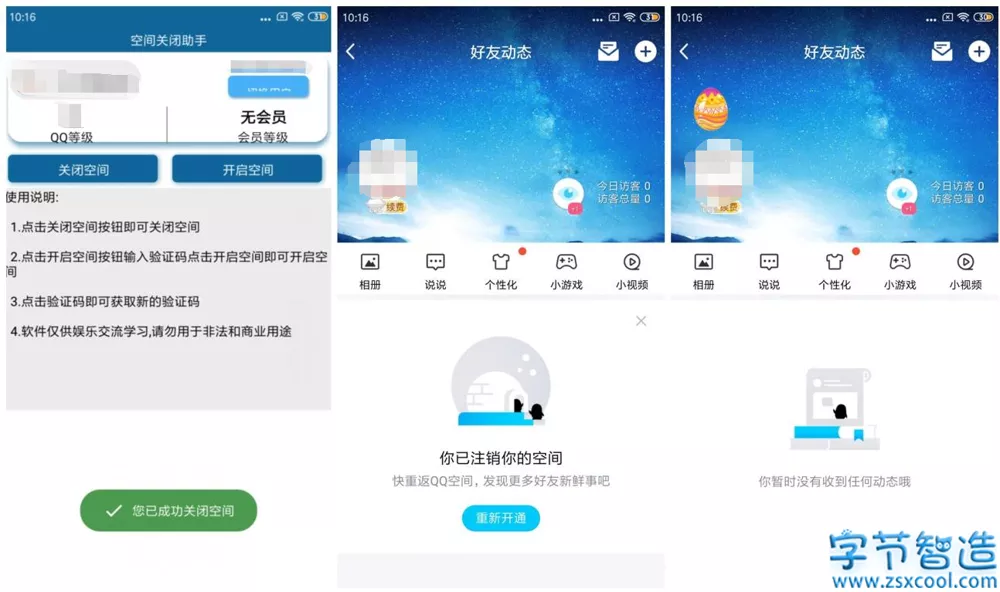 10:16
31
空间关闭助手
QQ等级
无会员
会员等级
关闭空间
开启空间
使用说明:
1.点击关闭空间按钮即可关闭空间
2.点击开启空间按钮输入验证码点击开启空间即可开启空
间
3.点击验证码即可获取新的验证码
4.软件仅供娱乐交流学习,请勿用于非法和商业用途
您已成功关闭空间
10:16
31
好友动态
续费
今日访客 0
访客总量 0
相册
说说
个性化
小游戏
小视频
你已注销你的空间
快重返QQ空间，发现更多好友新鲜事吧
重新开通
10:16
30
好友动态
续费
今日访客 0
访客总量 0
相册
说说
个性化
小游戏
小视频
你暂时没有收到任何动态哦
字节智造
www.zsxcool.com